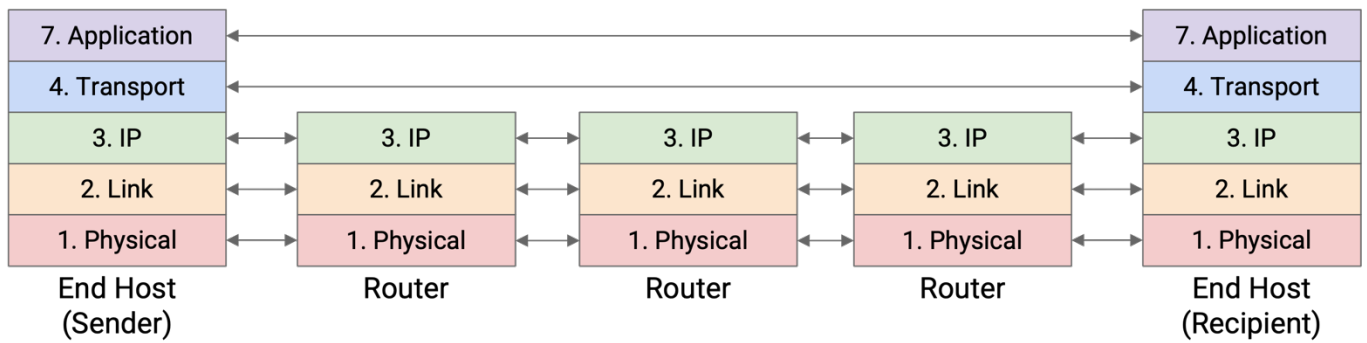 7. Application
7. Application
4. Transport
4. Transport
3. IP
3. IP
3. IP
3. IP
3. IP
2. Link
2. Link
2. Link
2. Link
2. Link
1. Physical
1. Physical
1. Physical
1. Physical
1. Physical
End Host
(Sender)
Router
Router
Router
End Host
(Recipient)